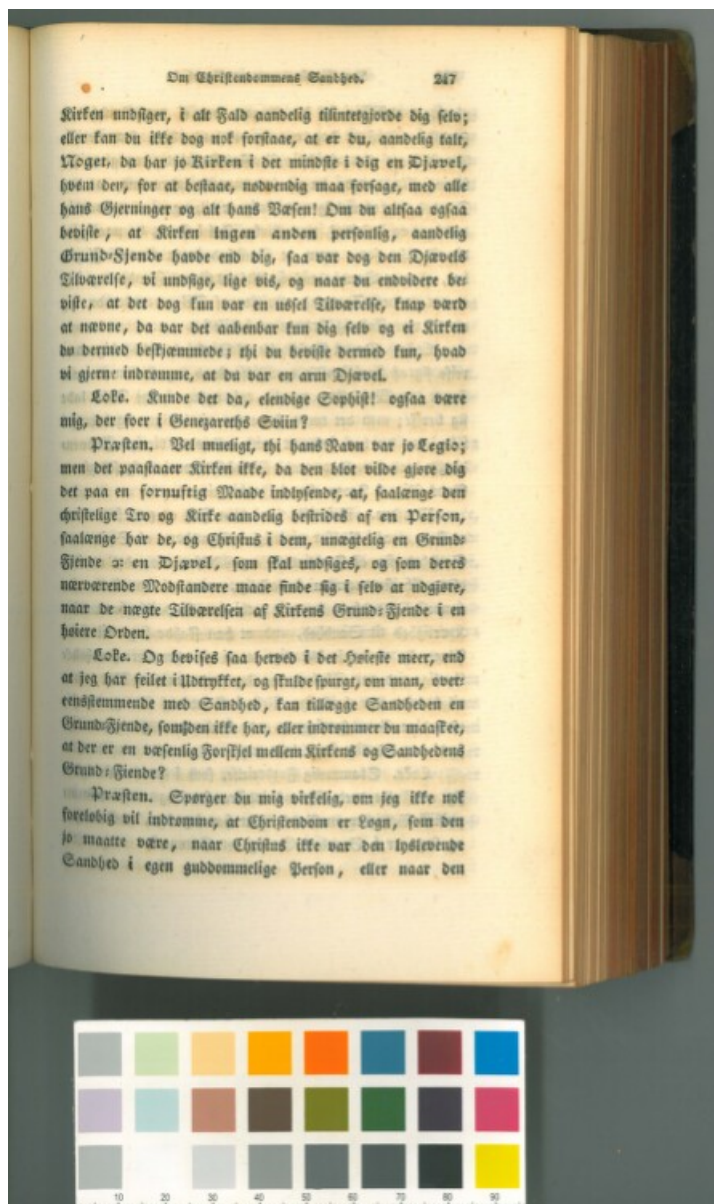 Om Christendommens Sandhed. 247
Kirken undsiger, i alt Fald aandelig tilintetgjorde dig selv;
eller kan du ikke dog nok forstaae, at er du, aandelig talt,
Noget, da har jo Kirken i det mindste i dig en Djævel,
hvem den, for at bestaae, nødvendig maa forsage, med alle
hans Gjerninger og alt hans Væsen! Om du altsaa ogsaa
beviste, at Kirken ingen anden personlig, aandelig
Grund-Fjende havde end dig, saa var dog den Djævels
Tilværelse, vi undsige, lige vis, og naar du endvidere be-
viste, at det dog kun var en ussel Tilværelse, knap værd
at nævne, da var det aabenbar kun dig selv og ei Kirken
du dermed beskjæmmede; thi du beviste dermed kun, hvad
vi gjerne indrømme, at du var en arm Djævel.
Loke. Kunde det da, elendige Sophist! ogsaa være
mig, der foer i Genezareths Sviin?
Præsten. Vel mueligt, thi hans Navn var jo Legio;
men det paastaaer Kirken ikke, da den blot vilde gjøre dig
det paa en fornuftig Maade indlysende, at, saalænge den
christelige Tro og Kirke aandelig bestrides af en Person,
saalænge har de, og Christus i dem, unægtelig en Grund-
Fjende ɔ: en Djævel, som skal undsiges, og som deres
nærværende Modstandere maae finde sig i selv at udgjøre,
naar de nægte Tilværelsen af Kirkens Grund-Fjende i en
høiere Orden.
Loke. Og bevises saa herved i det Høieste meer, end
at jeg har feilet i Udtrykket, og skulde spurgt, om man, over-
eensstemmende med Sandhed, kan tillægge Sandheden en
Grund-Fjende, som den ikke har, eller indrømmer du maaskee,
at der er en væsenlig Forskjel mellem Kirkens og Sandhedens
Grund-Fiende?
Præsten. Spørger du mig virkelig, om jeg ikke nok
foreløbig vil indrømme, at Christendom er Løgn, som den
jo maatte være, naar Christus ikke var den lyslevende
Sandhed i egen guddommelige Person, eller naar den
10 20 30 40 50 60 70 80 90